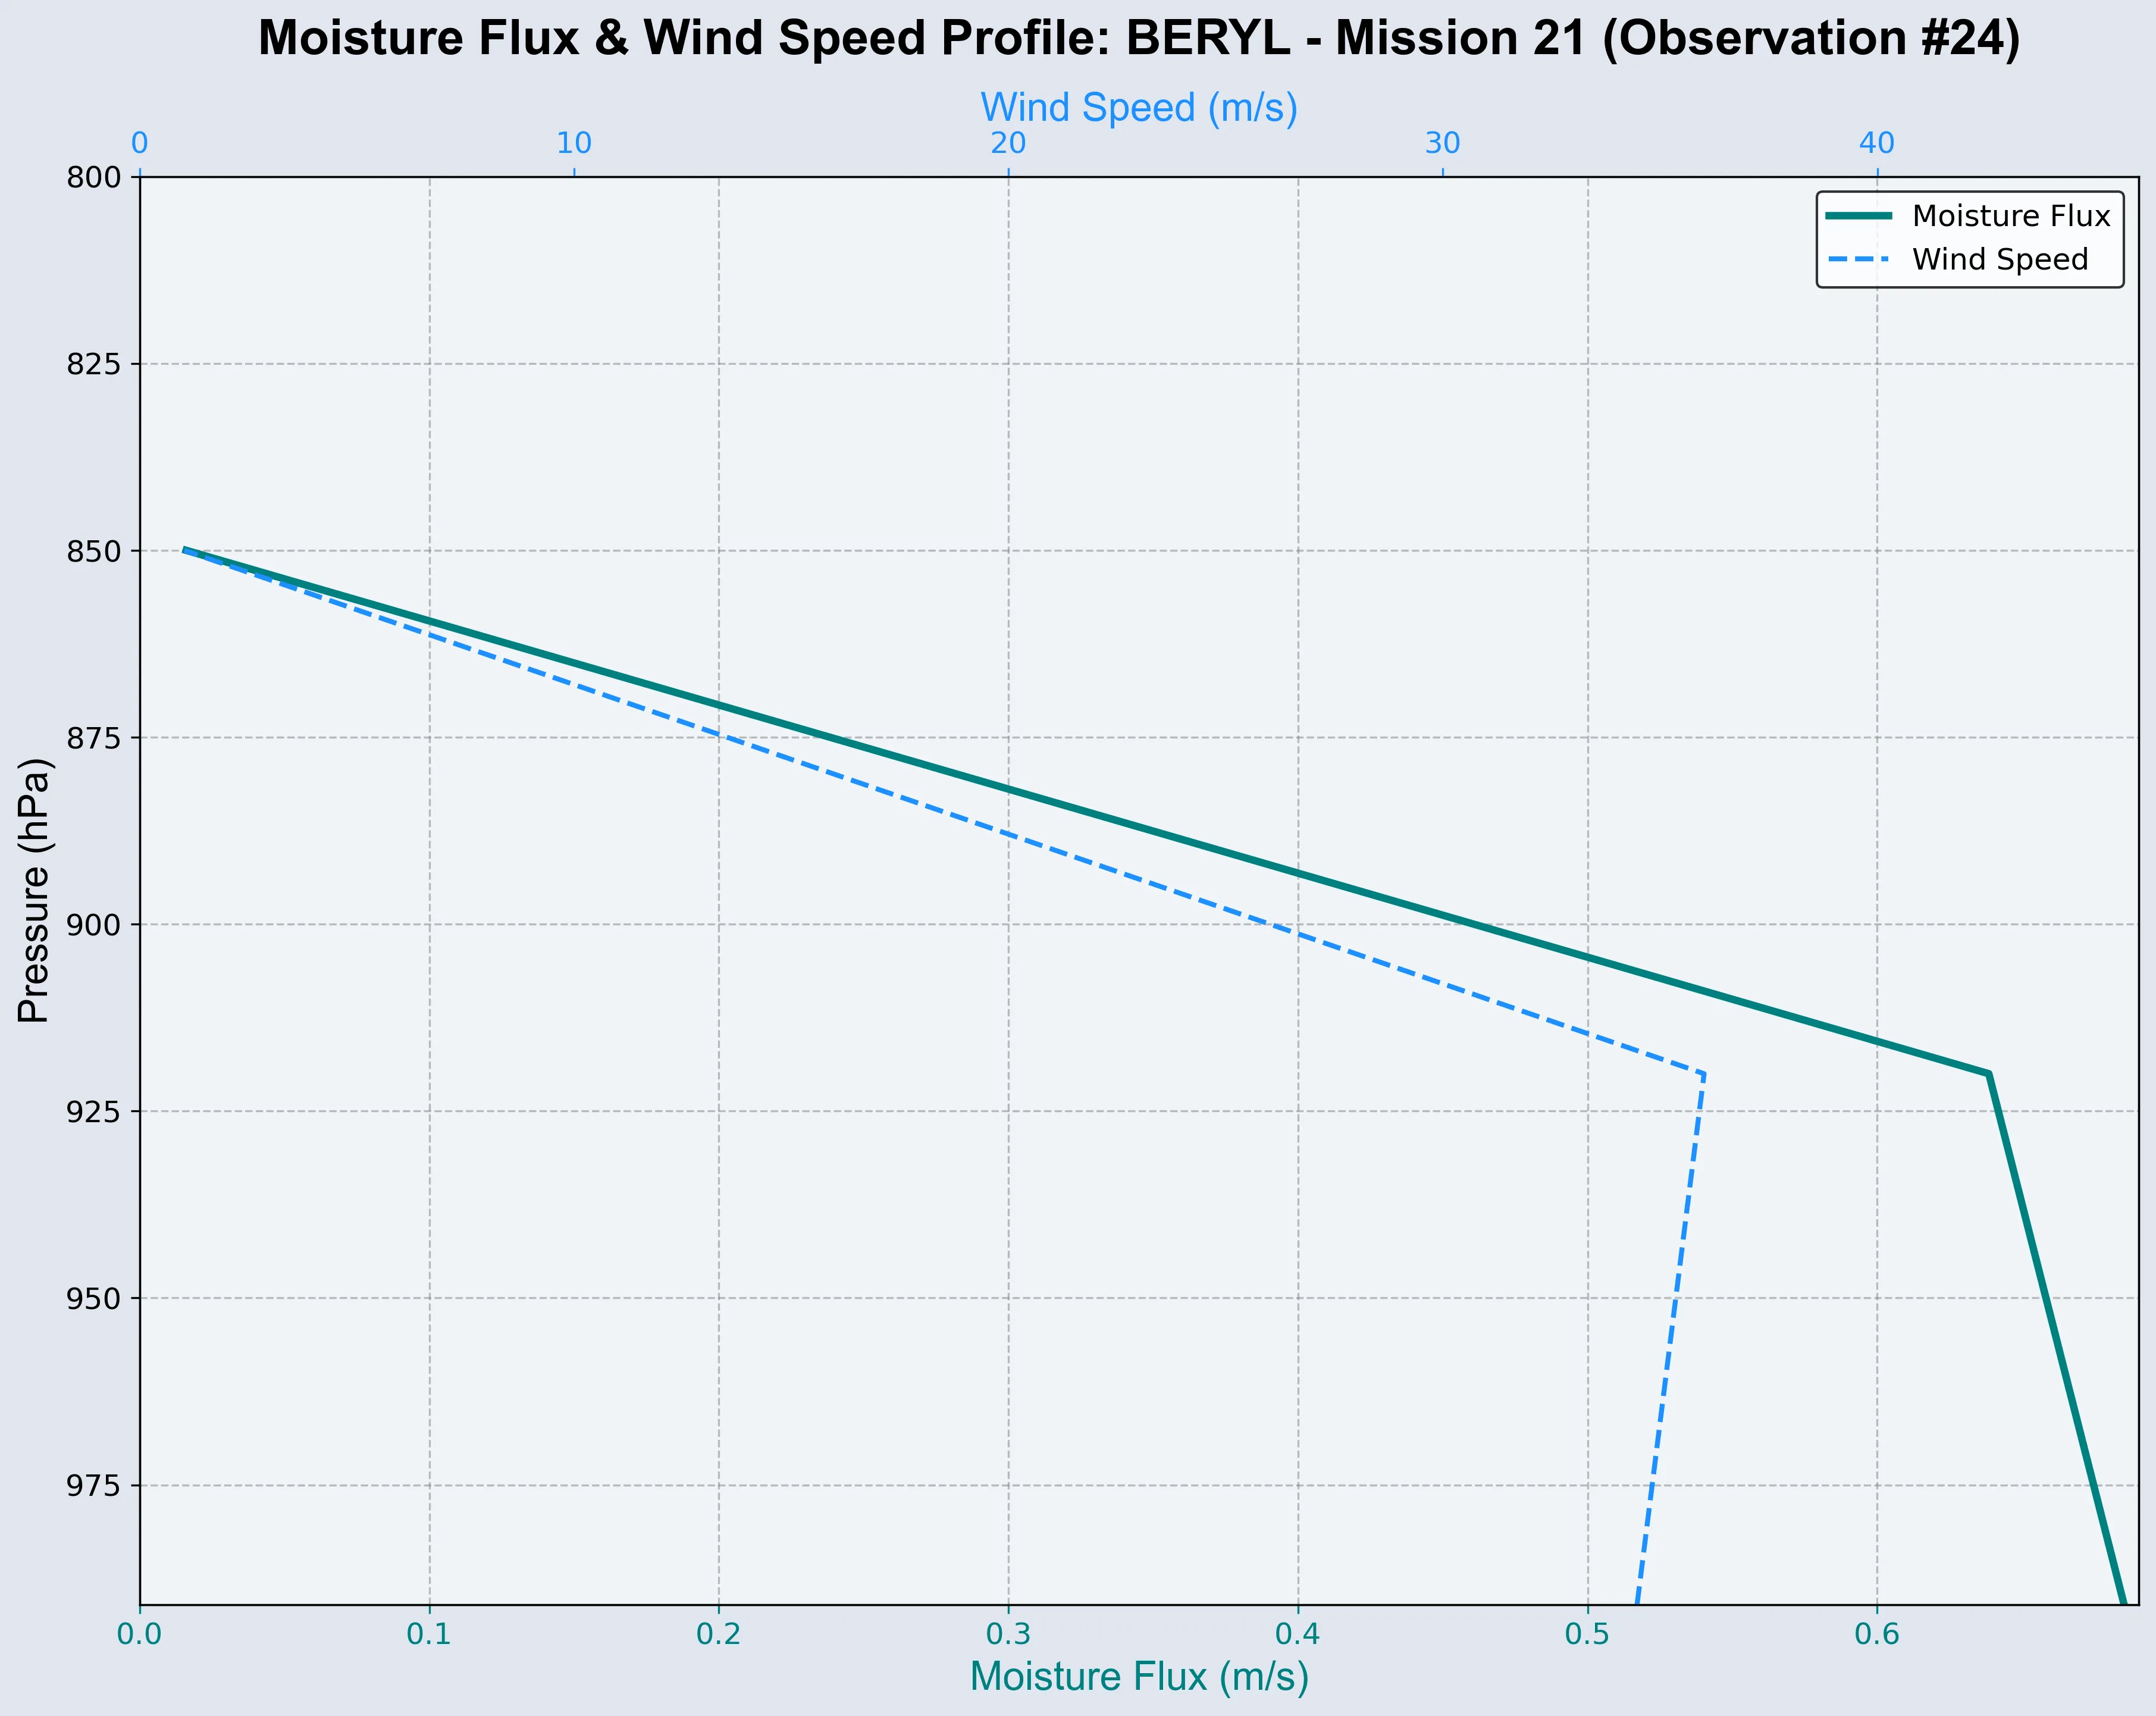 Moisture Flux & Wind Speed Profile: BERYL - Mission 21 (Observation #24)
Wind Speed (m/s)
0 10 20 30 40
800
Moisture Flux
Wind Speed
825
850
875
900
925
950
975
Pressure (hPa)
0.0 0.1 0.2 0.3 0.4 0.5 0.6
Moisture Flux (m/s)